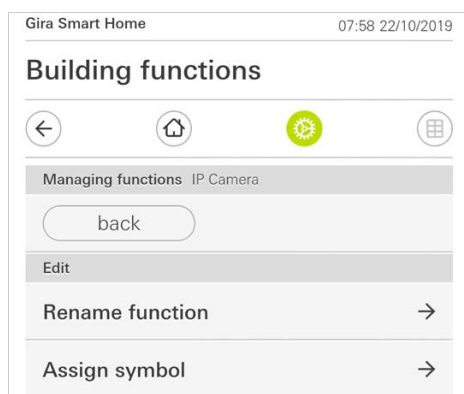 Gira Smart Home 07:58 22/10/2019
Building functions
Managing functions IP Camera
back
Edit
Rename function
Assign symbol